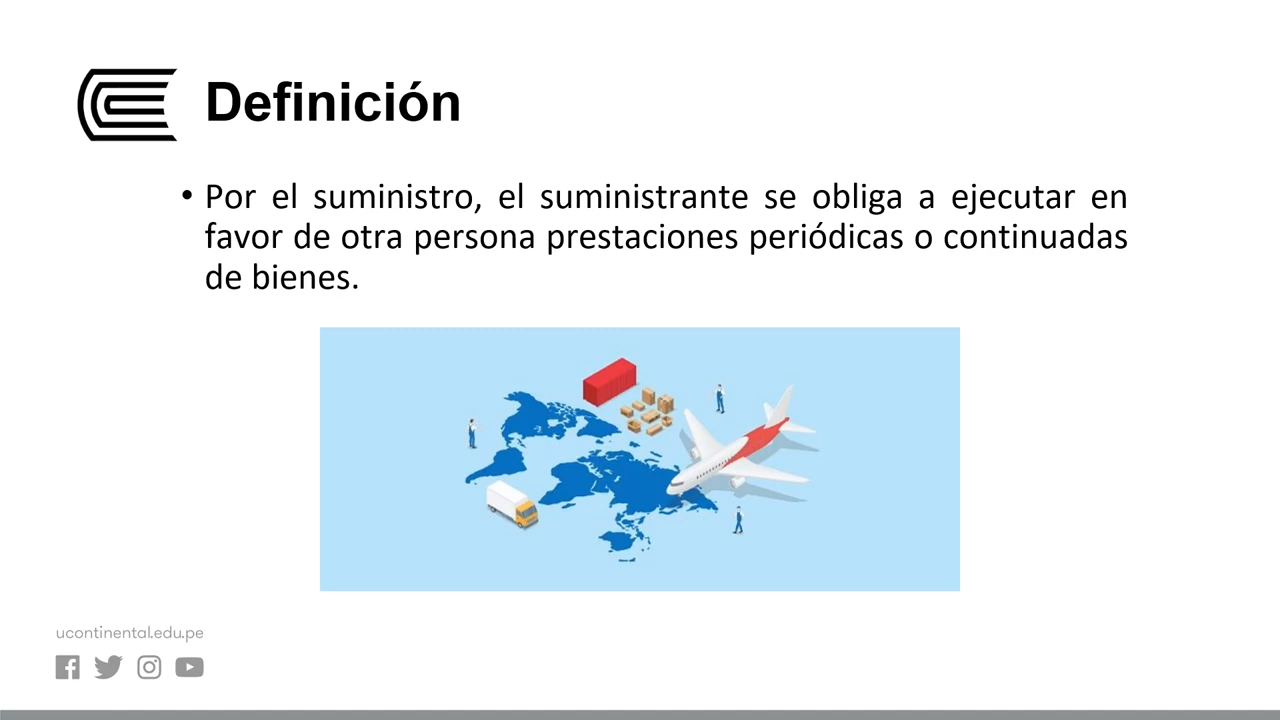 Definición
• Por el suministro, el suministrante se obliga a ejecutar en
favor de otra persona prestaciones periódicas o continuadas
de bienes.
ucontinental.edu.pe